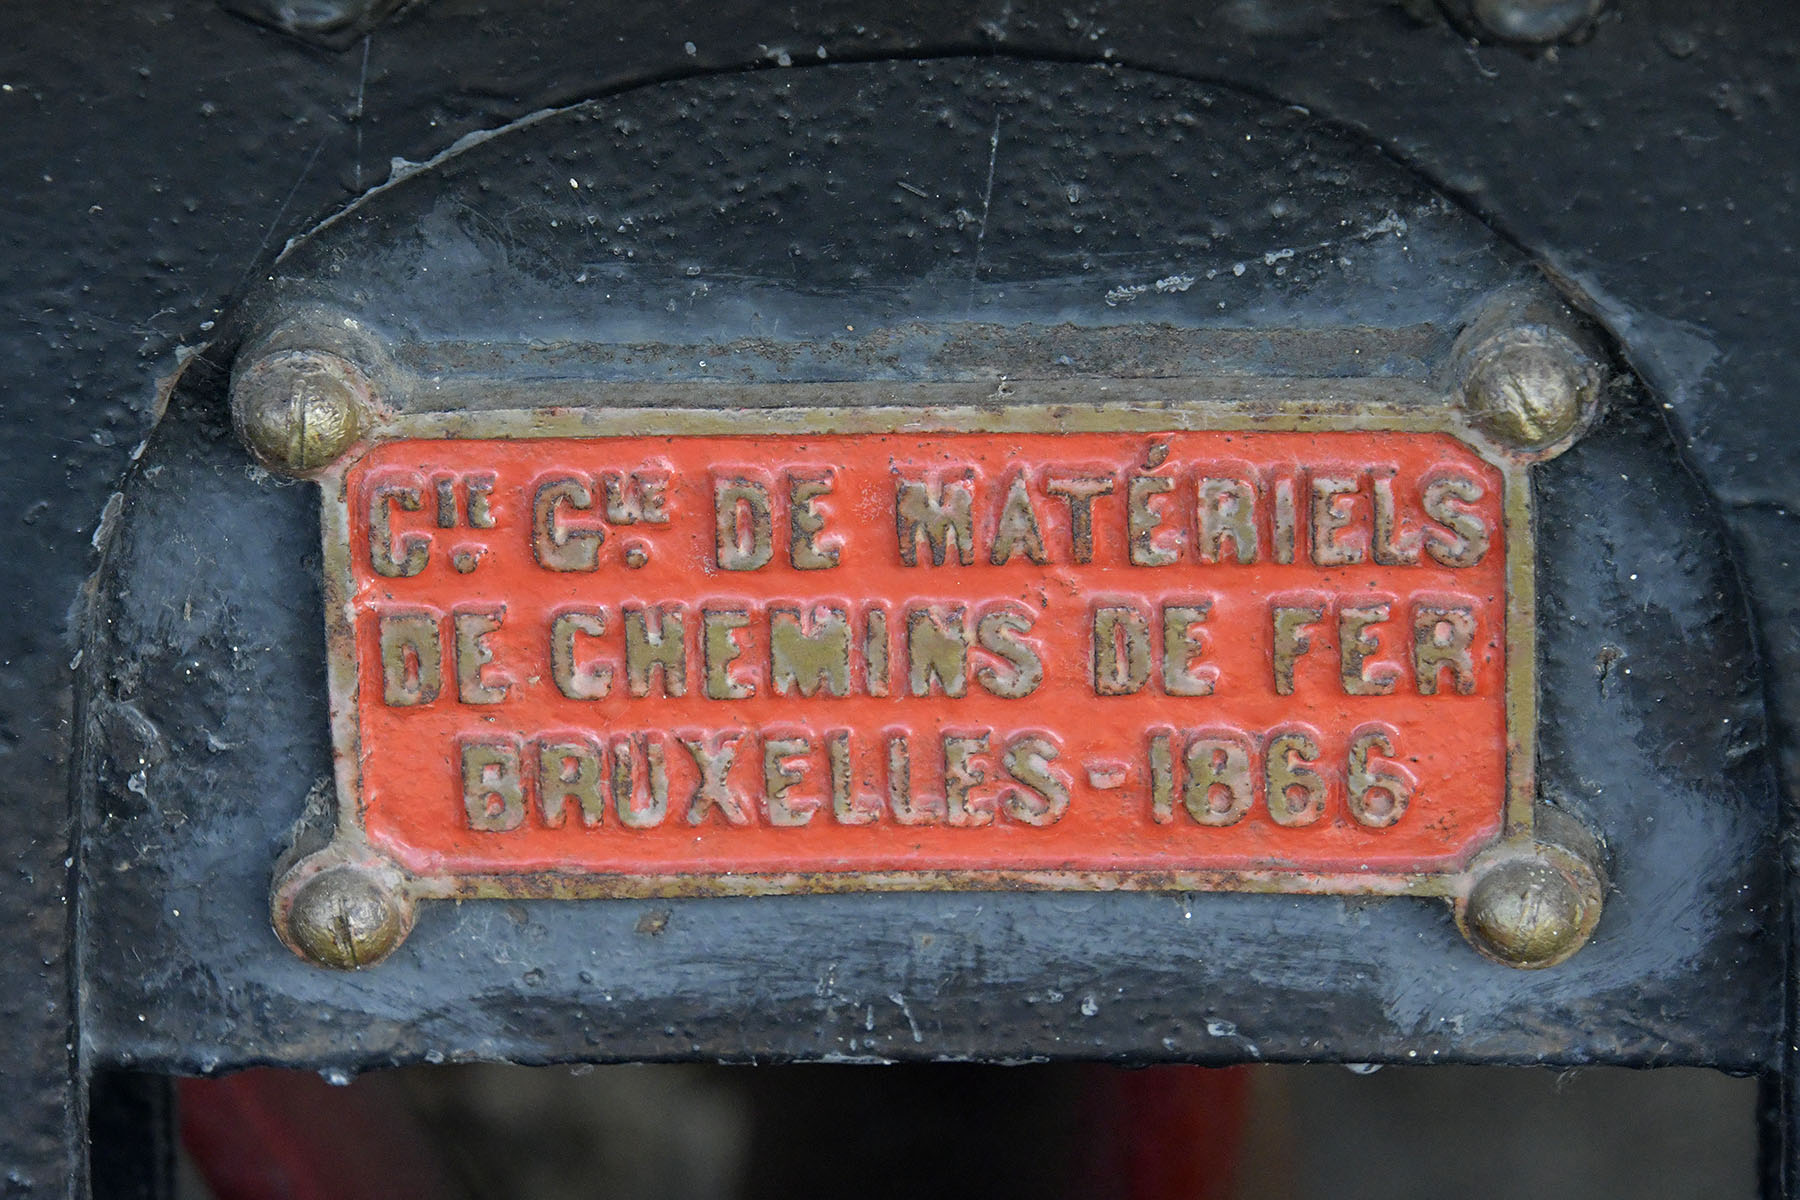 CIE. GLE. DE MATÉRIELS
DE CHEMINS DE FER
BRUXELLES - 1866